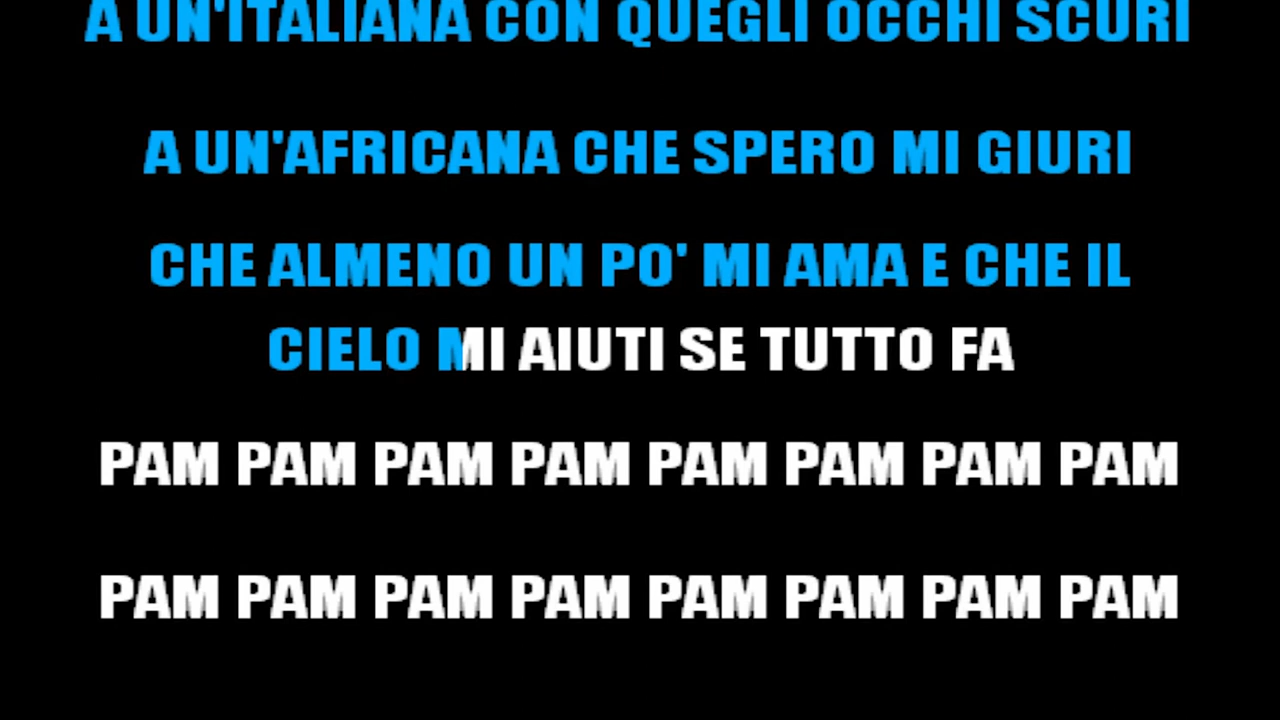 A UN'ITALIANA CON QUEGLI OCCHI SCURI
A UN'AFRICANA CHE SPERO MI GIURI
CHE ALMENO UN PO' MI AMA E CHE IL
CIELO MI AIUTI SE TUTTO FA
PAM PAM PAM PAM PAM PAM PAM PAM
PAM PAM PAM PAM PAM PAM PAM PAM